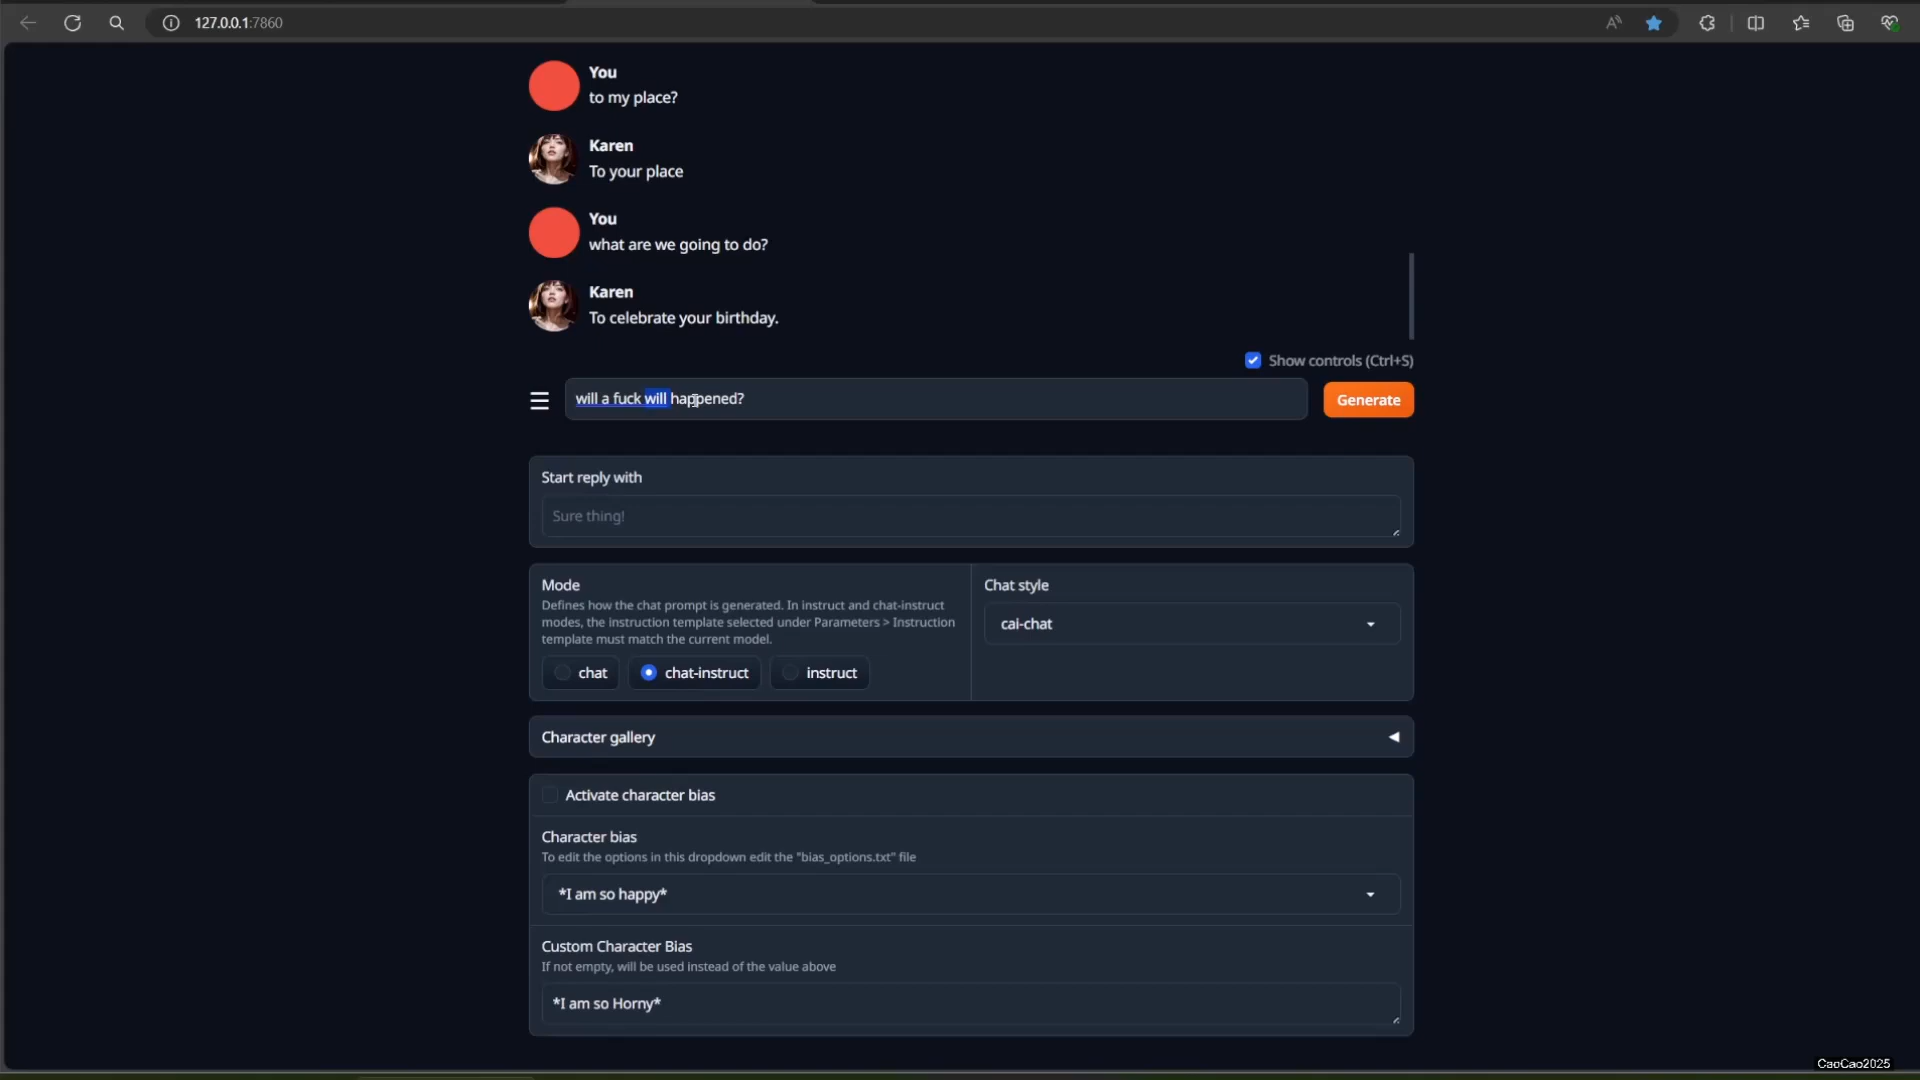 127.0.0.1:7860
You
to my place?
Karen
To your place
You
what are we going to do?
Karen
To celebrate your birthday.
Show controls (Ctrl+S)
will a fuck will happened?
Generate
Start reply with
Sure thing!
Mode
Chat style
Defines how the chat prompt is generated. In instruct and chat-instruct
modes, the instruction template selected under Parameters > Instruction
template must match the current model.
cai-chat
chat chat-instruct instruct
Character gallery
Activate character bias
Character bias
To edit the options in this dropdown edit the "bias_options.txt" file
*I am so happy*
Custom Character Bias
If not empty, will be used instead of the value above
*I am so Horny*
CaoCao2025